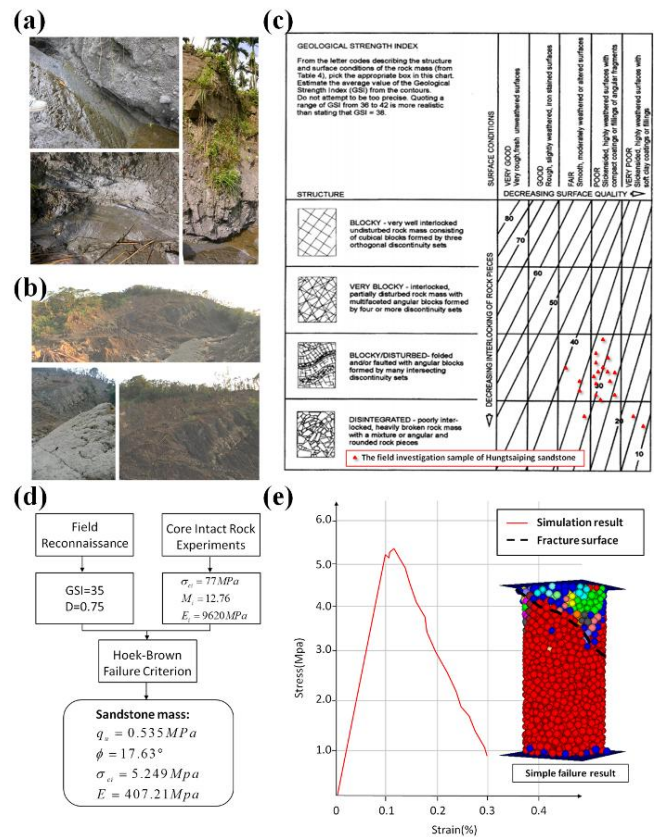 (a)
(b)
(c)
GEOLOGICAL STRENGTH INDEX
From the letter codes describing the structure
and surface conditions of the rock mass (from
Table 4), pick the appropriate box in this chart.
Estimate the average value of the Geological
Strength Index (GSI) from the contours.
Do not attempt to be too precise. Quoting
a range of GSI from 36 to 42 is more realistic
than stating that GSI = 38.
SURFACE CONDITIONS
VERY GOOD
Very rough, fresh unweathered surfaces
GOOD
Rough, slightly weathered, iron stained surfaces
FAIR
Smooth, moderately weathered or altered surfaces
POOR
Slickensided, highly weathered surfaces with
compact coatings or fillings of angular fragments
VERY POOR
Slickensided, highly weathered surfaces with
soft clay coatings or fillings
STRUCTURE
DECREASING SURFACE QUALITY
BLOCKY - very well interlocked
undisturbed rock mass consisting
of cubical blocks formed by three
orthogonal discontinuity sets
VERY BLOCKY - interlocked,
partially disturbed rock mass with
multifaceted angular blocks formed
by four or more discontinuity sets
BLOCKY/DISTURBED- folded
and/or faulted with angular blocks
formed by many intersecting
discontinuity sets
DISINTEGRATED - poorly inter-
locked, heavily broken rock mass
with a mixture or angular and
rounded rock pieces
DECREASING INTERLOCKING OF ROCK PIECES
80
70
60
50
40
30
20
10
The field investigation sample of Hungtsaiping sandstone
(d)
Field
Reconnaissance
Core Intact Rock
Experiments
GSI=35
D=0.75
σci = 77MPa
Mi = 12.76
Ei = 9620MPa
Hoek-Brown
Failure Criterion
Sandstone mass:
qu = 0.535MPa
ϕ = 17.63°
σci = 5.249Mpa
E = 407.21Mpa
(e)
Stress(Mpa)
6.0
5.0
4.0
3.0
2.0
1.0
0
0.1
0.2
0.3
0.4
Strain(%)
Simulation result
Fracture surface
Simple failure result